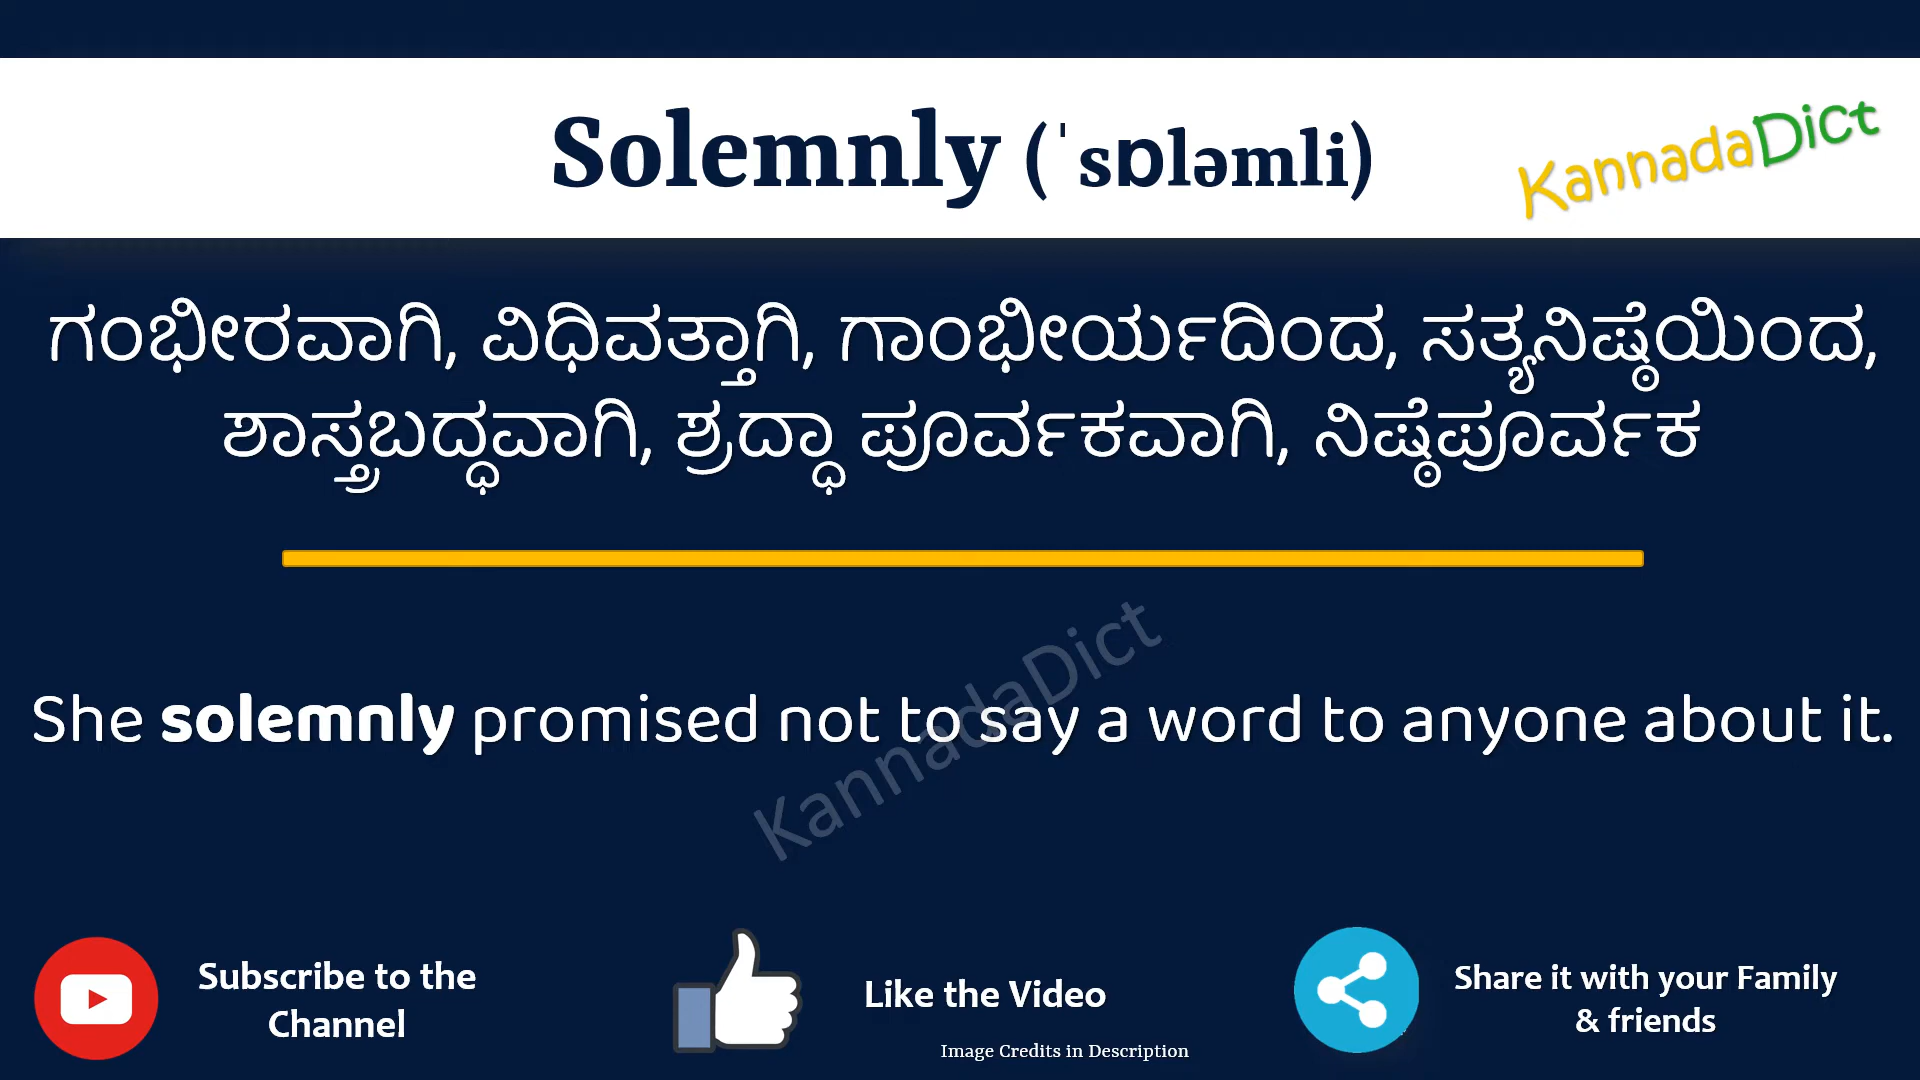 Solemnly (ˈsɒləmli)
KannadaDict
ಗಂಭೀರವಾಗಿ, ವಿಧಿವತ್ತಾಗಿ, ಗಾಂಭೀರ್ಯದಿಂದ, ಸತ್ಯನಿಷ್ಠೆಯಿಂದ,
ಶಾಸ್ತ್ರಬದ್ಧವಾಗಿ, ಶ್ರದ್ಧಾ ಪೂರ್ವಕವಾಗಿ, ನಿಷ್ಠೆಪೂರ್ವಕ
She solemnly promised not to say a word to anyone about it.
KannadaDict
Subscribe to the
Channel
Like the Video
Share it with your Family
& friends
Image Credits in Description